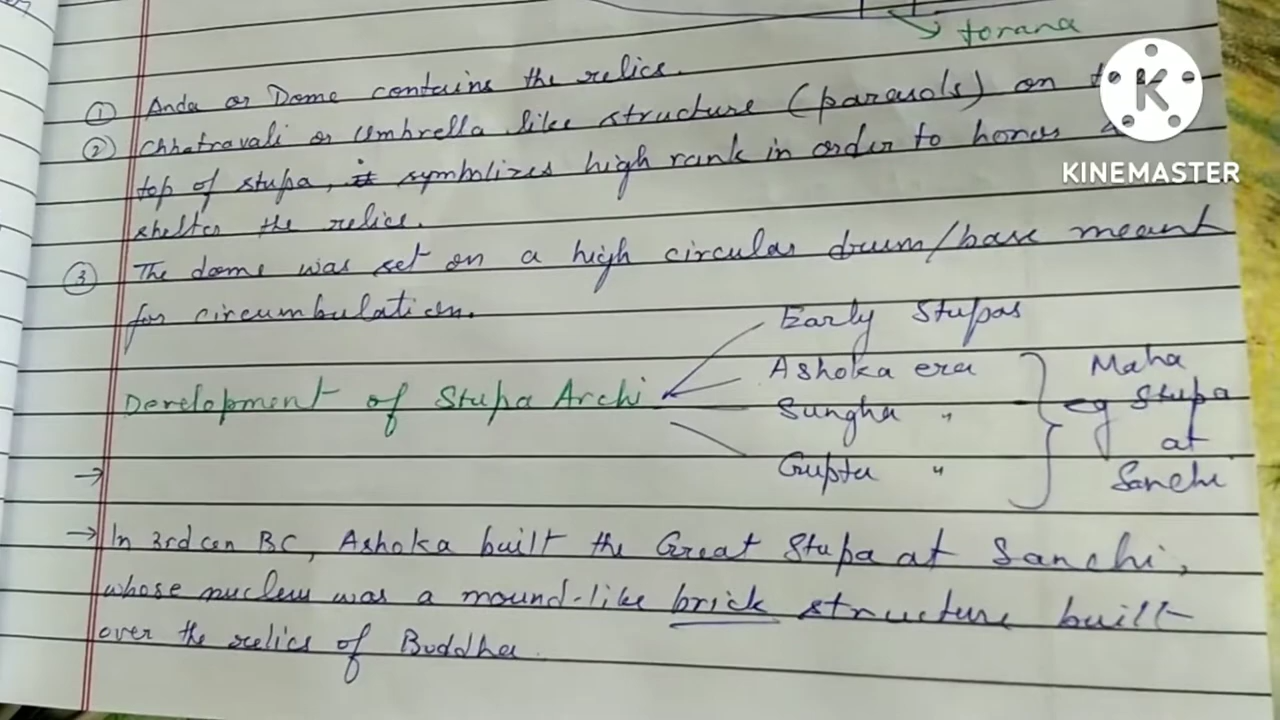 torana
① Anda or Dome contains the relics.
② Chhatravali or Umbrella like structure (parasols) on
top of stupa, it symbolizes high rank in order to honor
shelter the relics.
③ The dome was set on a high circular drum/base meant
for circumbulation.
Development of Stupa Archi
Early Stupas
Ashoka era
Sungha "
Gupta "
eg Maha
Stupa
at
Sanchi
→
→ In 3rd cen BC, Ashoka built the Great Stupa at Sanchi,
whose nucleus was a mound-like brick structure built
over the relics of Buddha.
K
KINEMASTER